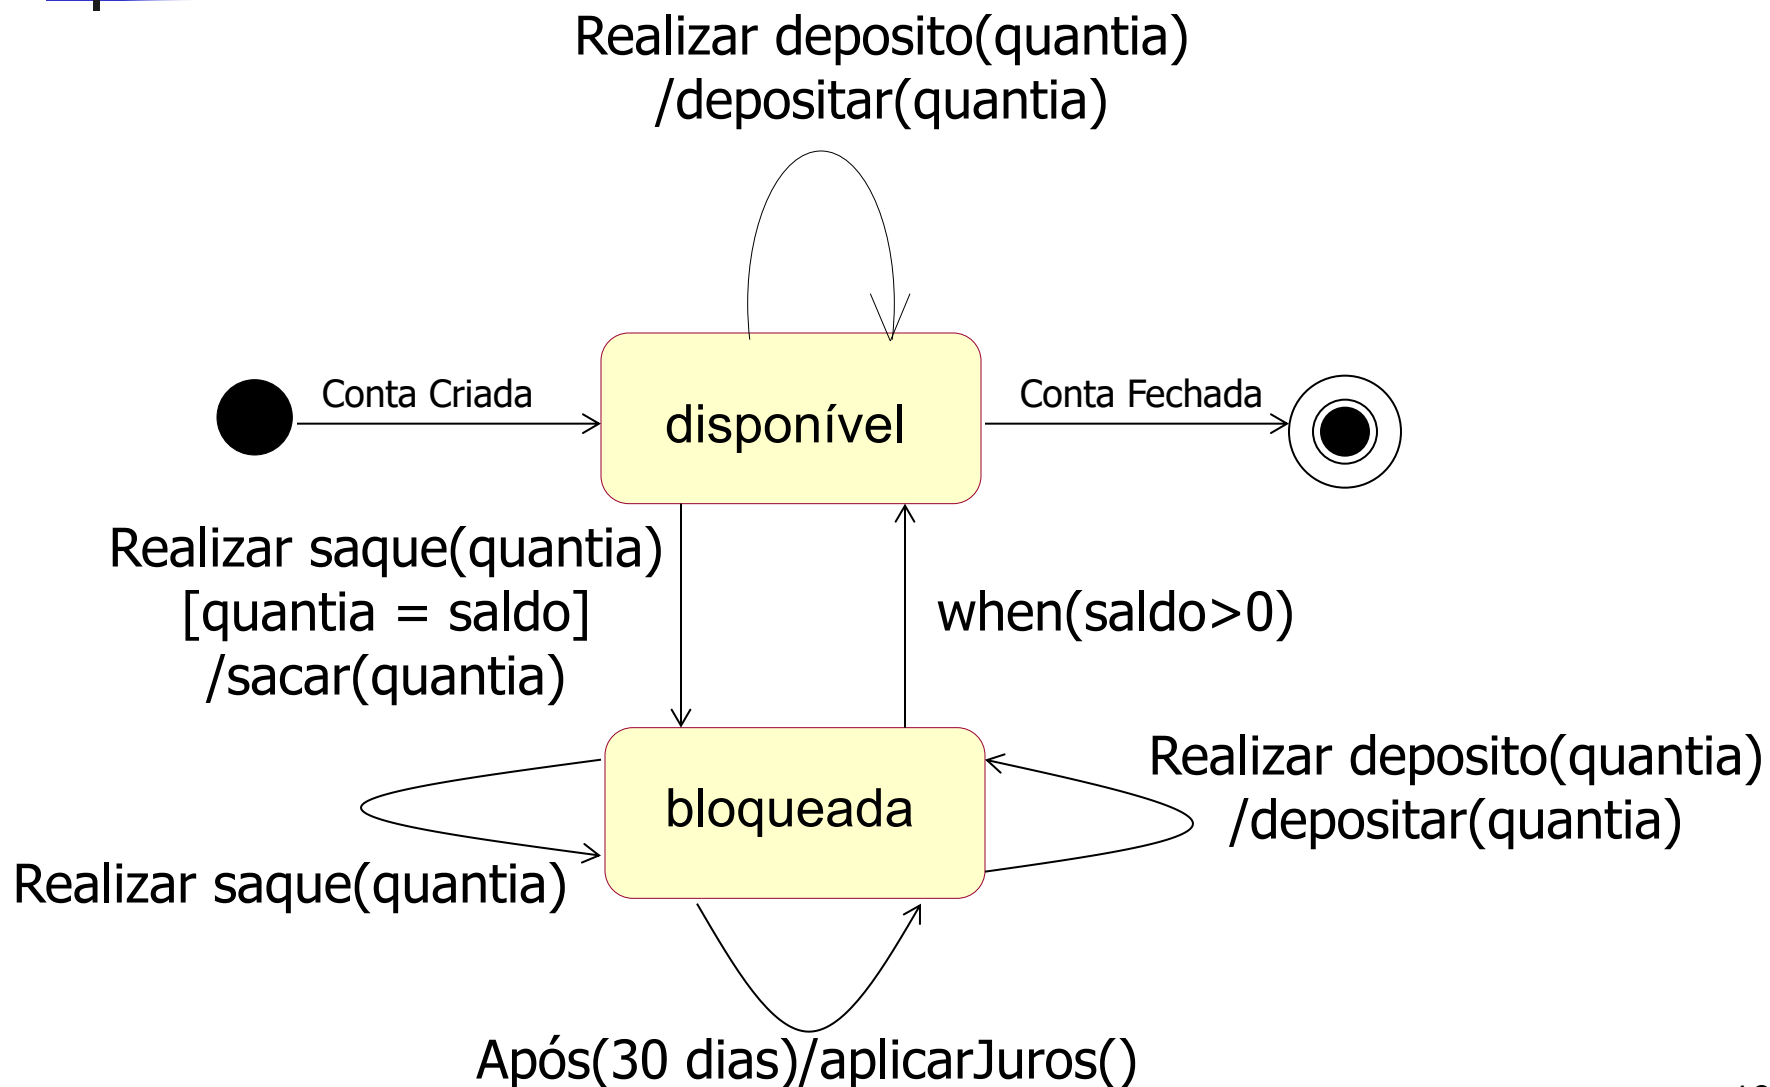 Realizar deposito(quantia)
/depositar(quantia)
Conta Criada
disponível
Conta Fechada
Realizar saque(quantia)
[quantia = saldo]
/sacar(quantia)
when(saldo>0)
bloqueada
Realizar deposito(quantia)
/depositar(quantia)
Realizar saque(quantia)
Após(30 dias)/aplicarJuros()